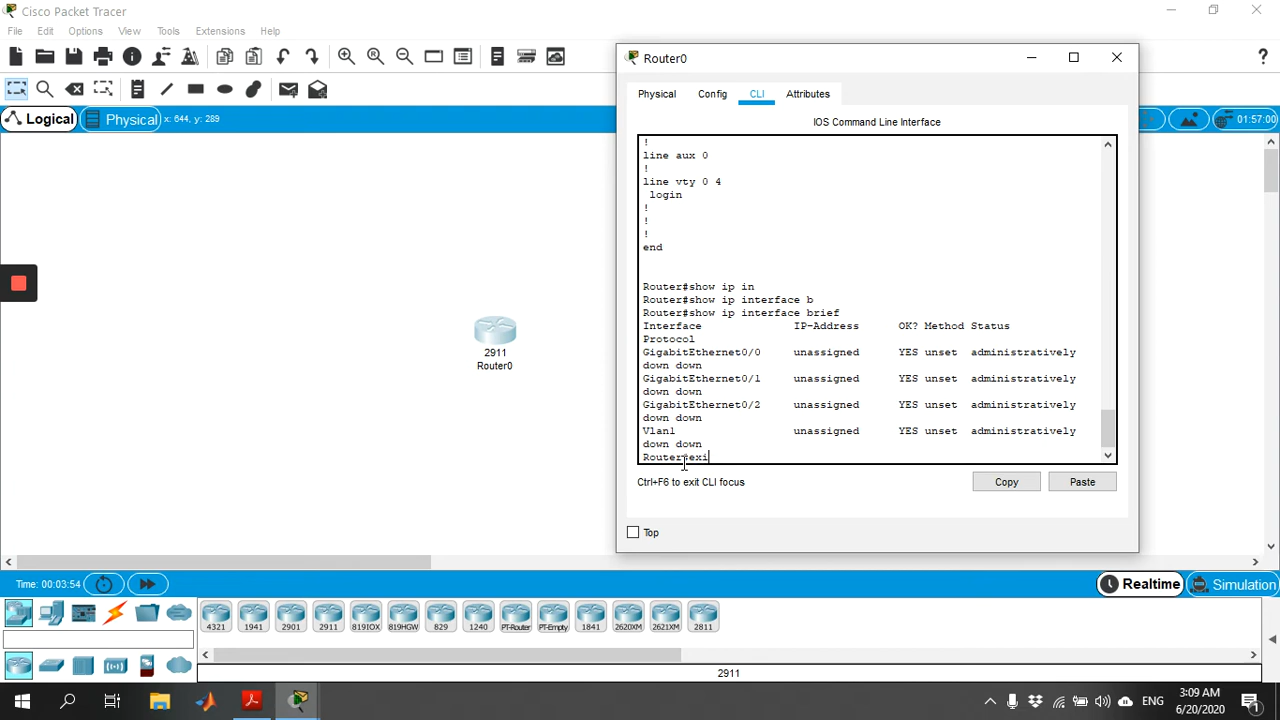 Cisco Packet Tracer
File Edit Options View Tools Extensions Help
Logical Physical x: 644, y: 289
01:57:00
2911
Router0
Router0
Physical Config CLI Attributes
IOS Command Line Interface
!
line aux 0
!
line vty 0 4
login
!
!
!
end
Router#show ip in
Router#show ip interface b
Router#show ip interface brief
Interface IP-Address OK? Method Status
Protocol
GigabitEthernet0/0 unassigned YES unset administratively
down down
GigabitEthernet0/1 unassigned YES unset administratively
down down
GigabitEthernet0/2 unassigned YES unset administratively
down down
Vlan1 unassigned YES unset administratively
down down
Router#exi
Ctrl+F6 to exit CLI focus
Copy Paste
Top
Time: 00:03:54
Realtime Simulation
4321 1941 2901 2911 819IOX 819HGW 829 1240 PT-Router PT-Empty 1841 2620XM 2621XM 2811
2911
ENG
3:09 AM
6/20/2020
1